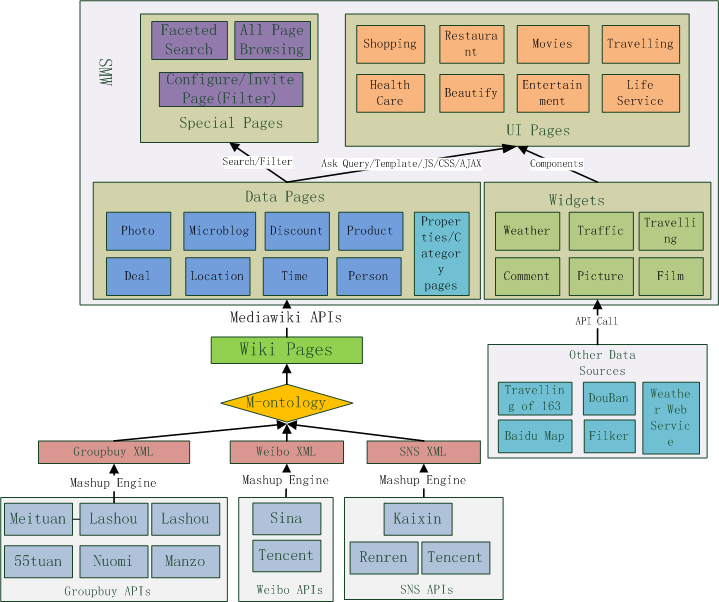 SMW
Faceted
Search
All Page
Browsing
Configure/Invite
Page(Filter)
Special Pages
Shopping
Restaura
nt
Movies
Travelling
Health
Care
Beautify
Entertain
ment
Life
Service
UI Pages
Search/Filter
Ask Query/Template/JS/CSS/AJAX
Components
Data Pages
Photo
Microblog
Discount
Product
Deal
Location
Time
Person
Proper
ties/C
ategor
y
pages
Widgets
Weather
Traffic
Travelli
ng
Comment
Picture
Film
Mediawiki APIs
API Call
Wiki Pages
Other Data
Sources
Travelli
ng of 163
DouBan
Weathe
r Web
Servic
e
Baidu Map
Filker
M-ontology
Groupbuy XML
Weibo XML
SNS XML
Mashup Engine
Mashup Engine
Mashup Engine
Meituan
Lashou
Lashou
55tuan
Nuomi
Manzo
Groupbuy APIs
Sina
Tencent
Weibo APIs
Kaixin
Renren
Tencent
SNS APIs